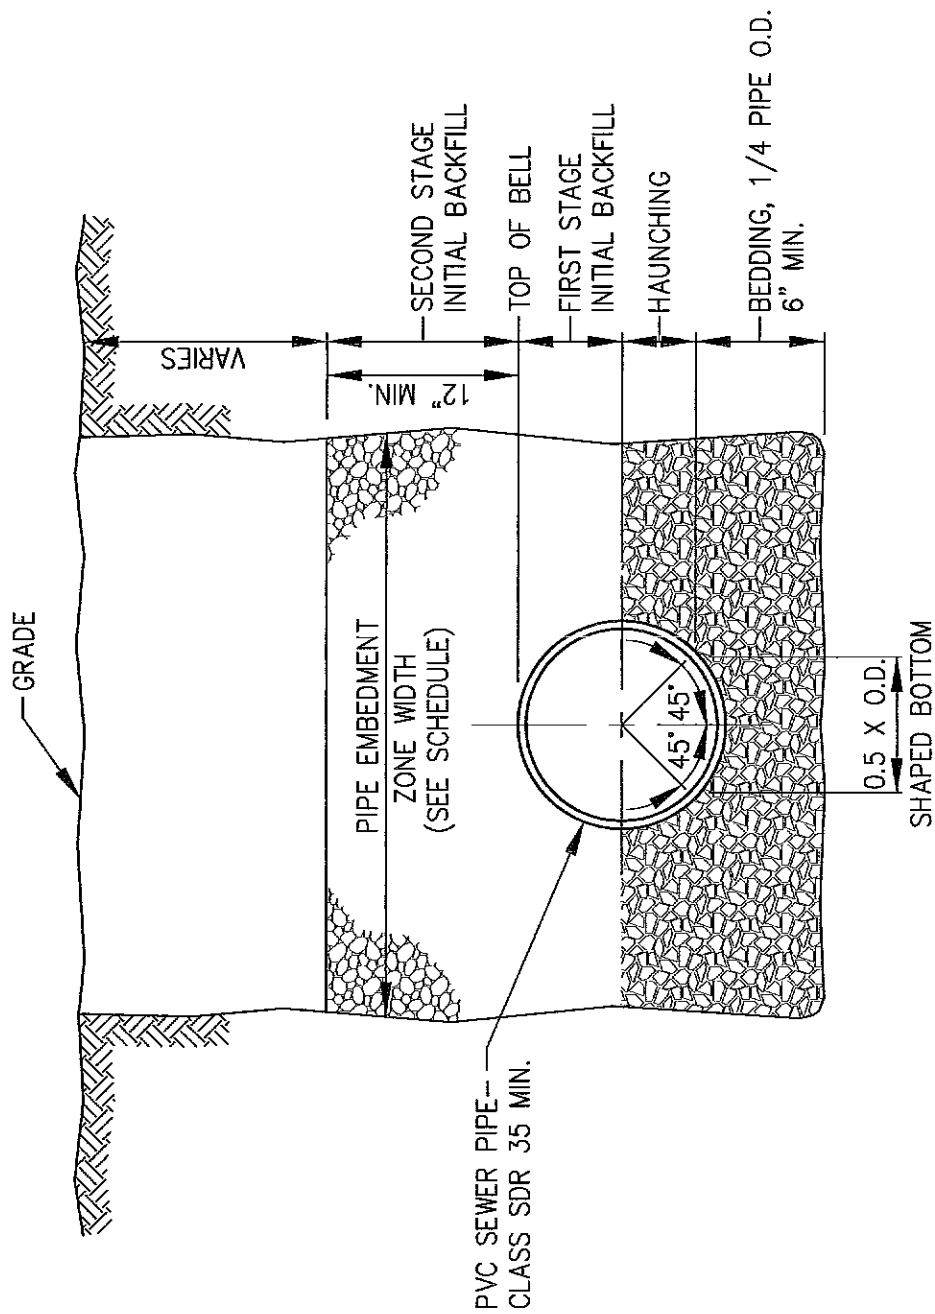 GRADE
VARIES
SECOND STAGE
INITIAL BACKFILL
12" MIN.
TOP OF BELL
FIRST STAGE
INITIAL BACKFILL
HAUNCHING
BEDDING, 1/4 PIPE O.D.
6" MIN.
PIPE EMBEDMENT
ZONE WIDTH
(SEE SCHEDULE)
45° 45°
PVC SEWER PIPE-
CLASS SDR 35 MIN.
0.5 X O.D.
SHAPED BOTTOM